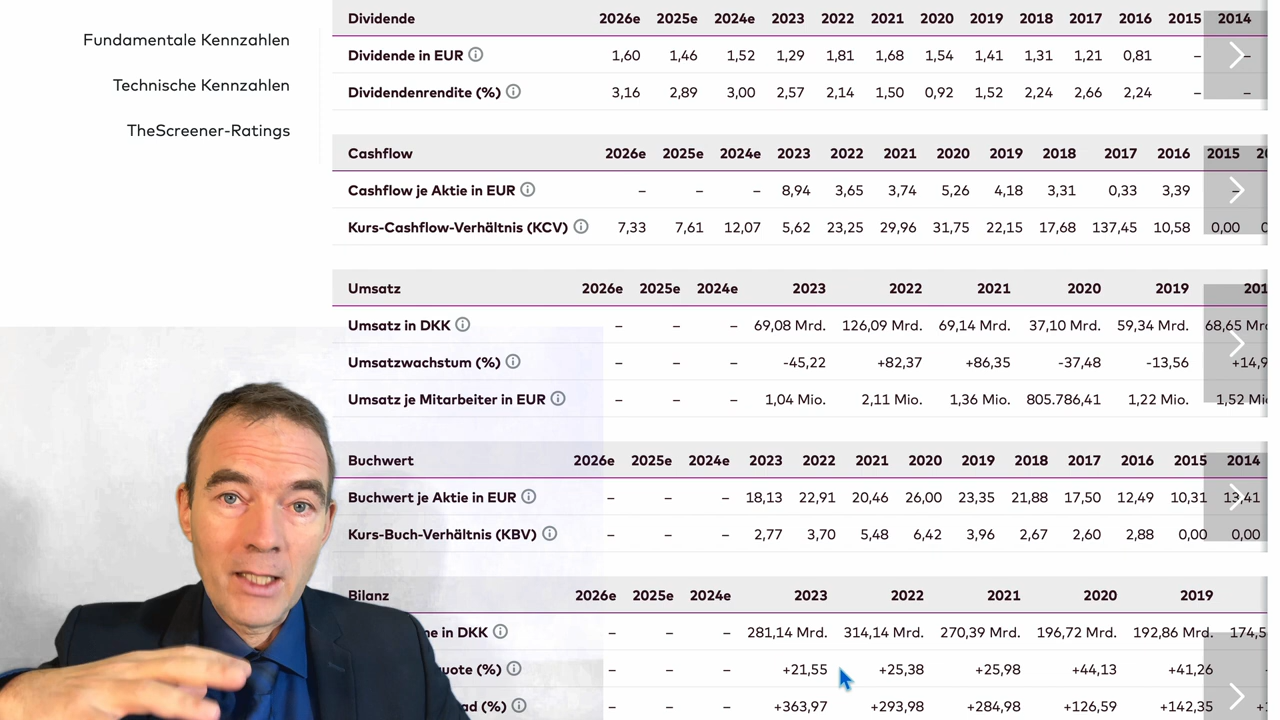 Fundamentale Kennzahlen
Technische Kennzahlen
TheScreener-Ratings
Dividende 2026e 2025e 2024e 2023 2022 2021 2020 2019 2018 2017 2016 2015 2014
Dividende in EUR 1,60 1,46 1,52 1,29 1,81 1,68 1,54 1,41 1,31 1,21 0,81 – –
Dividendenrendite (%) 3,16 2,89 3,00 2,57 2,14 1,50 0,92 1,52 2,24 2,66 2,24 – –
Cashflow 2026e 2025e 2024e 2023 2022 2021 2020 2019 2018 2017 2016 2015
Cashflow je Aktie in EUR – – – 8,94 3,65 3,74 5,26 4,18 3,31 0,33 3,39 –
Kurs-Cashflow-Verhältnis (KCV) 7,33 7,61 12,07 5,62 23,25 29,96 31,75 22,15 17,68 137,45 10,58 0,00
Umsatz 2026e 2025e 2024e 2023 2022 2021 2020 2019
Umsatz in DKK – – – 69,08 Mrd. 126,09 Mrd. 69,14 Mrd. 37,10 Mrd. 59,34 Mrd. 68,65 Mrd
Umsatzwachstum (%) – – – -45,22 +82,37 +86,35 -37,48 -13,56 +14,9
Umsatz je Mitarbeiter in EUR – – – 1,04 Mio. 2,11 Mio. 1,36 Mio. 805.786,41 1,22 Mio. 1,52 Mi
Buchwert 2026e 2025e 2024e 2023 2022 2021 2020 2019 2018 2017 2016 2015 2014
Buchwert je Aktie in EUR – – – 18,13 22,91 20,46 26,00 23,35 21,88 17,50 12,49 10,31 13,41
Kurs-Buch-Verhältnis (KBV) – – – 2,77 3,70 5,48 6,42 3,96 2,67 2,60 2,88 0,00 0,00
Bilanz 2026e 2025e 2024e 2023 2022 2021 2020 2019
in DKK – – – 281,14 Mrd. 314,14 Mrd. 270,39 Mrd. 196,72 Mrd. 192,86 Mrd. 174,5
uote (%) – – – +21,55 +25,38 +25,98 +44,13 +41,26
ad (%) – – – +363,97 +293,98 +284,98 +126,59 +142,35